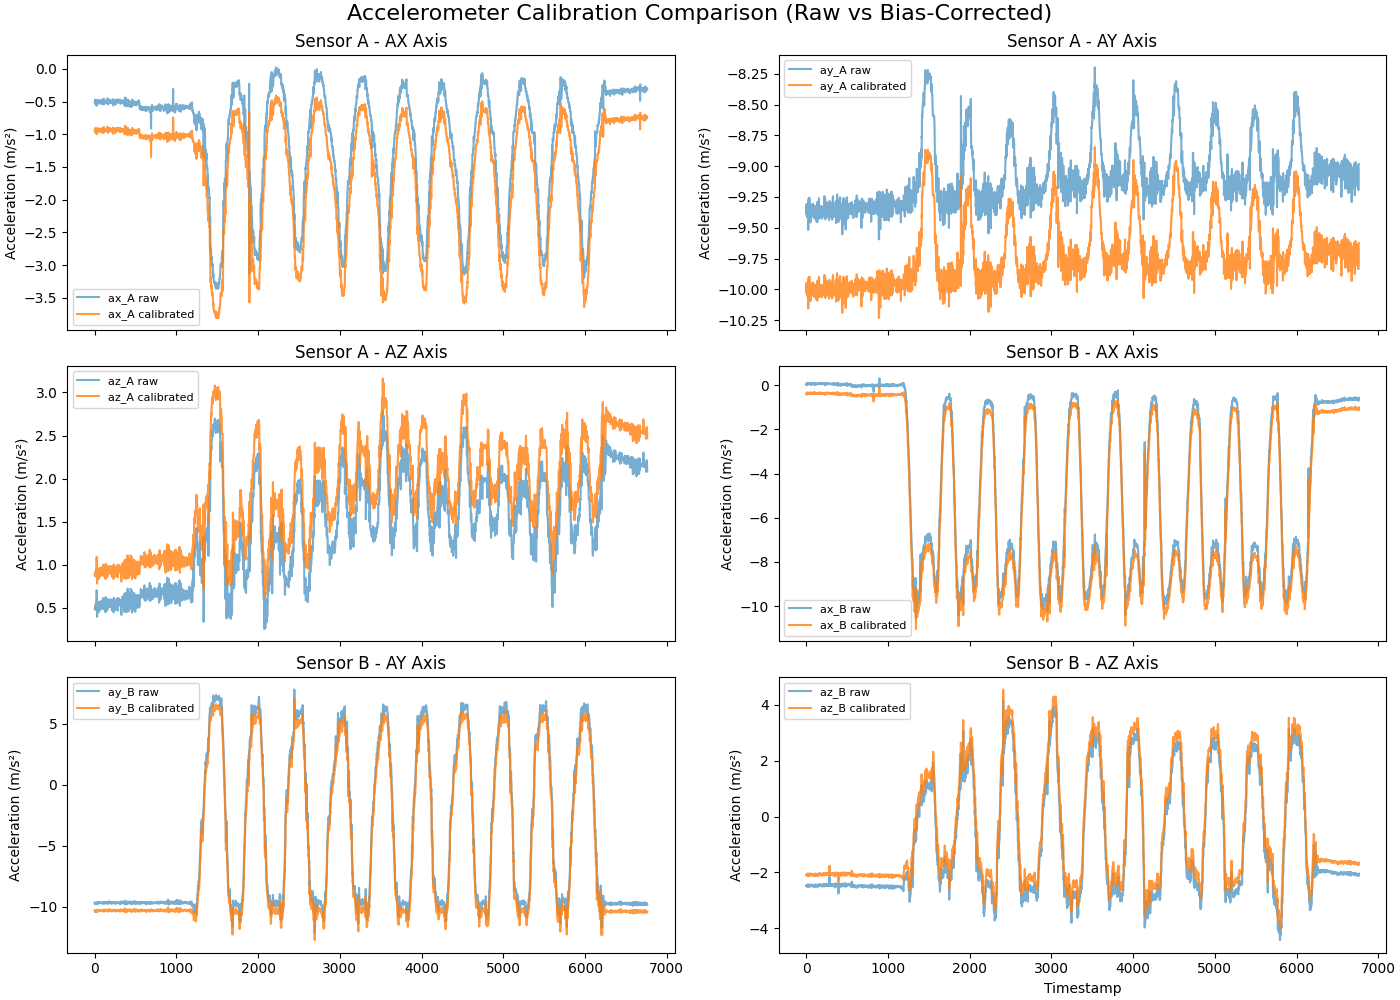 Accelerometer Calibration Comparison (Raw vs Bias-Corrected)
Sensor A - AX Axis
Acceleration (m/s²)
0.0
−0.5
−1.0
−1.5
−2.0
−2.5
−3.0
−3.5
ax_A raw
ax_A calibrated
Sensor A - AY Axis
Acceleration (m/s²)
−8.25
−8.50
−8.75
−9.00
−9.25
−9.50
−9.75
−10.00
−10.25
ay_A raw
ay_A calibrated
Sensor A - AZ Axis
Acceleration (m/s²)
3.0
2.5
2.0
1.5
1.0
0.5
az_A raw
az_A calibrated
Sensor B - AX Axis
Acceleration (m/s²)
0
−2
−4
−6
−8
−10
ax_B raw
ax_B calibrated
Sensor B - AY Axis
Acceleration (m/s²)
5
0
−5
−10
ay_B raw
ay_B calibrated
0 1000 2000 3000 4000 5000 6000 7000
Sensor B - AZ Axis
Acceleration (m/s²)
4
2
0
−2
−4
az_B raw
az_B calibrated
0 1000 2000 3000 4000 5000 6000 7000
Timestamp